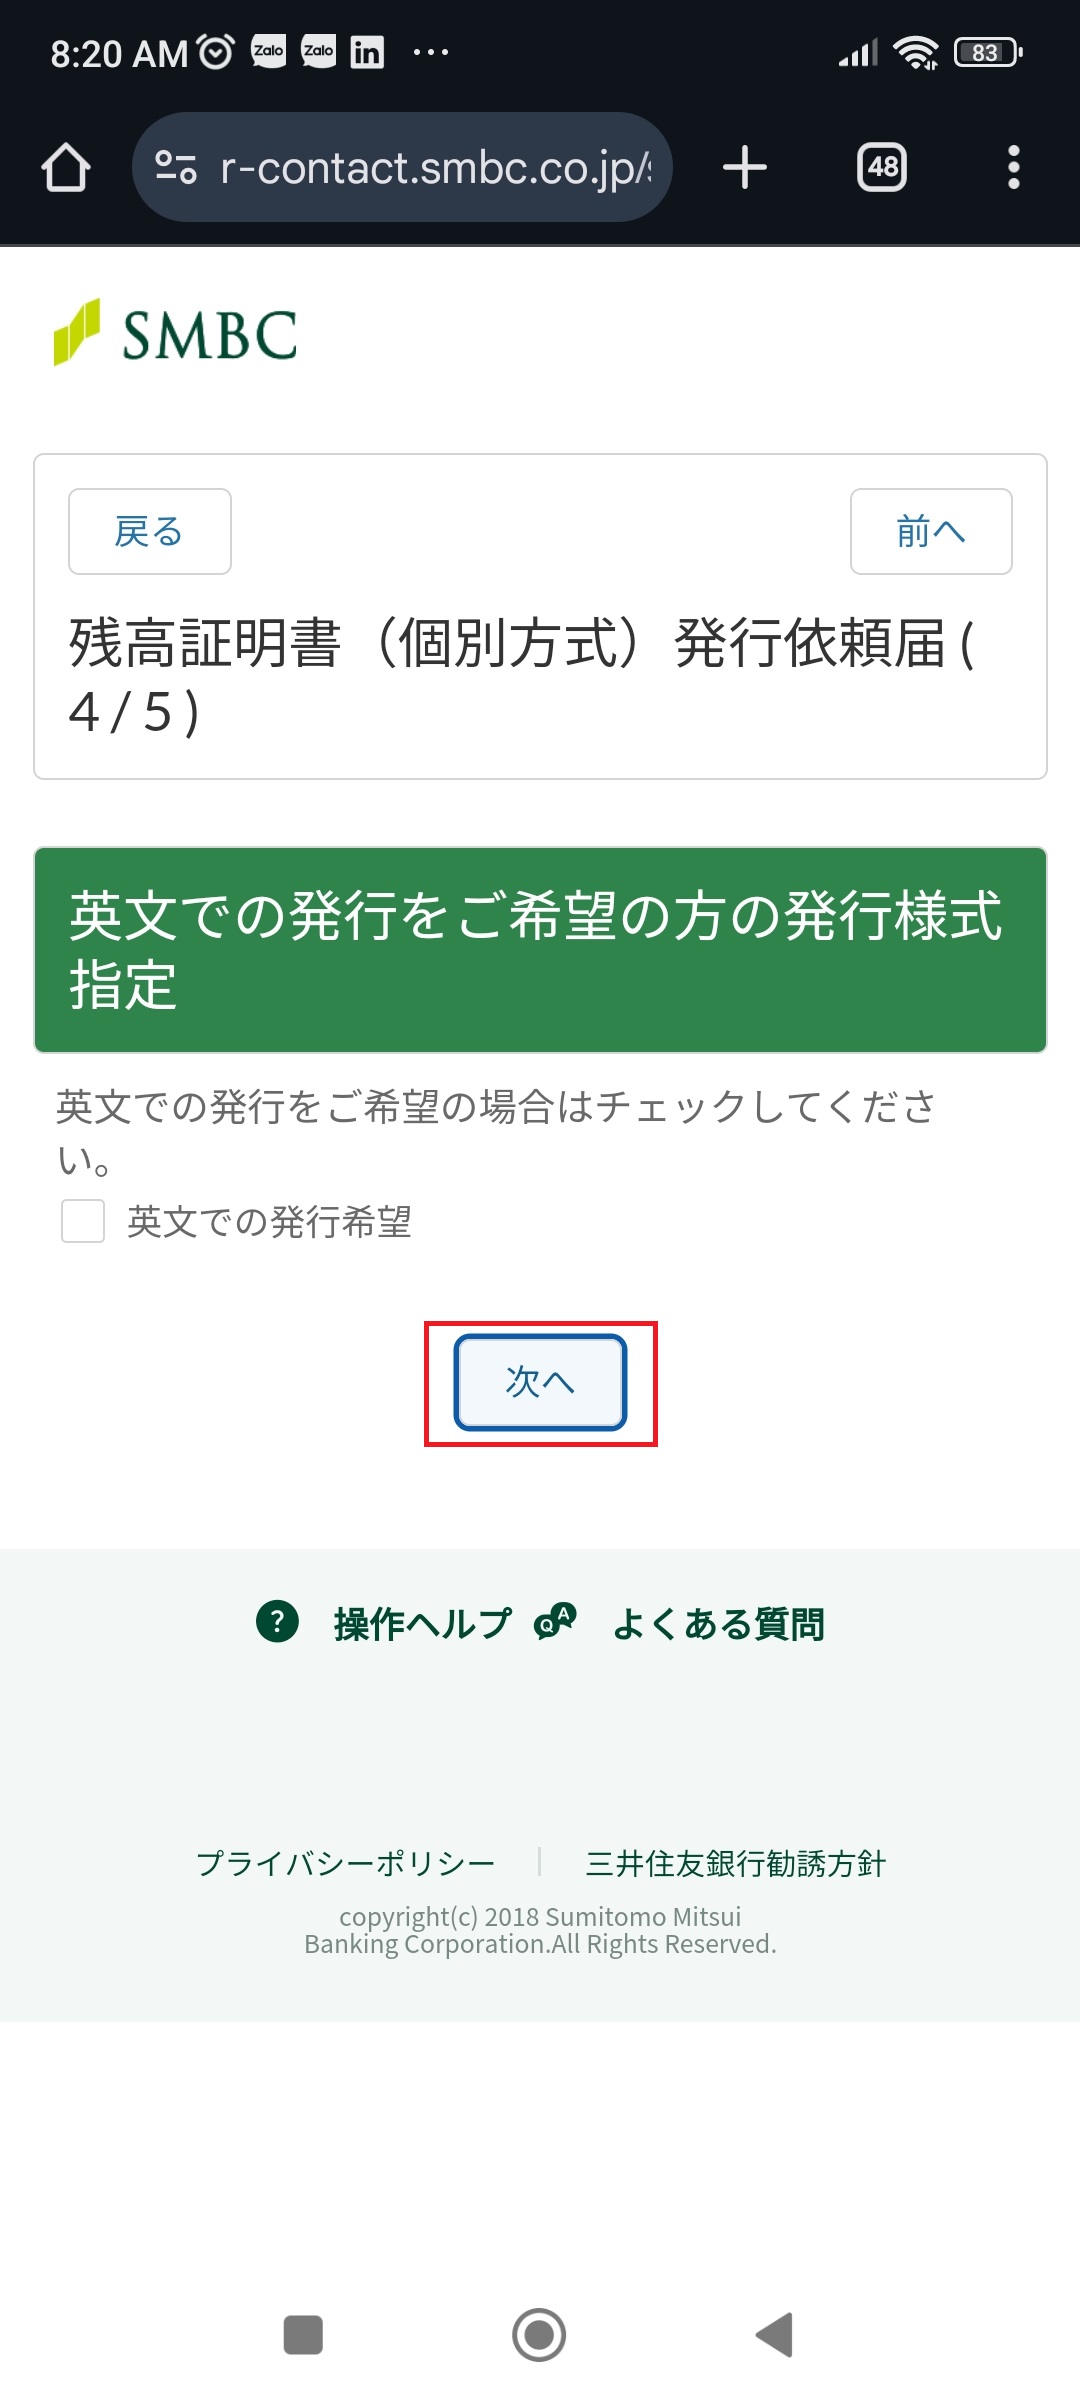 8:20 AM Zalo Zalo in ... 83
r-contact.smbc.co.jp/ 48
SMBC
戻る 前へ
残高証明書（個別方式）発行依頼届 (
4 / 5 )
英文での発行をご希望の方の発行様式
指定
英文での発行をご希望の場合はチェックしてくださ
い。
英文での発行希望
次へ
? 操作ヘルプ Q A よくある質問
プライバシーポリシー | 三井住友銀行勧誘方針
copyright(c) 2018 Sumitomo Mitsui
Banking Corporation.All Rights Reserved.